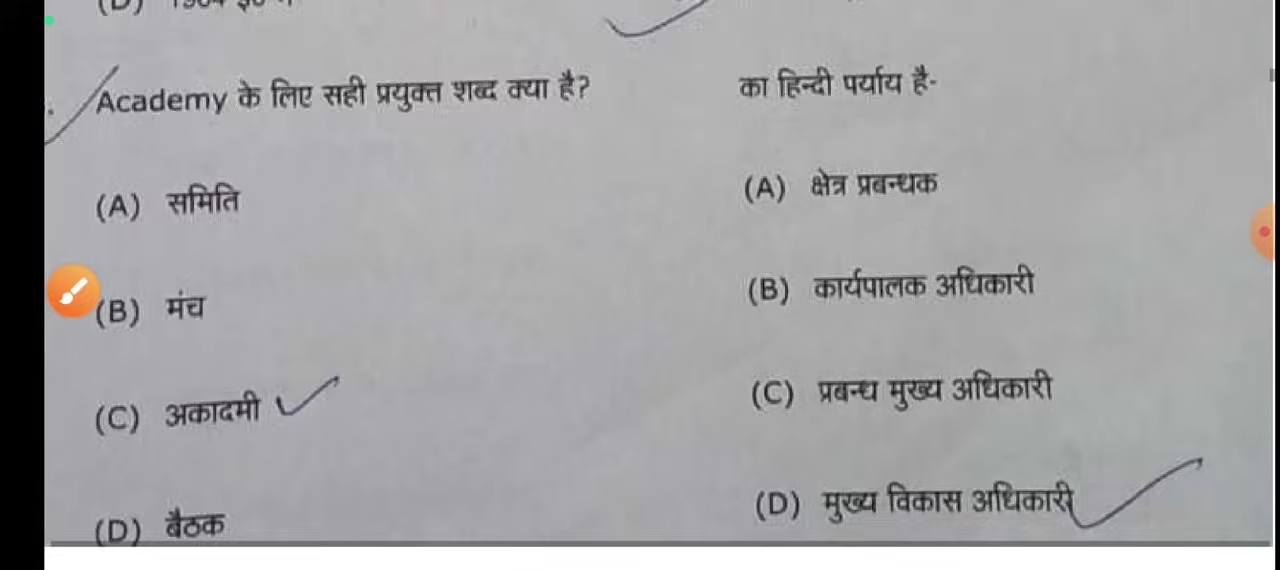 Academy के लिए सही प्रयुक्त शब्द क्या है?
(A) समिति
(B) मंच
(C) अकादमी
(D) बैठक
का हिन्दी पर्याय है-
(A) क्षेत्र प्रबन्धक
(B) कार्यपालक अधिकारी
(C) प्रबन्ध मुख्य अधिकारी
(D) मुख्य विकास अधिकारी